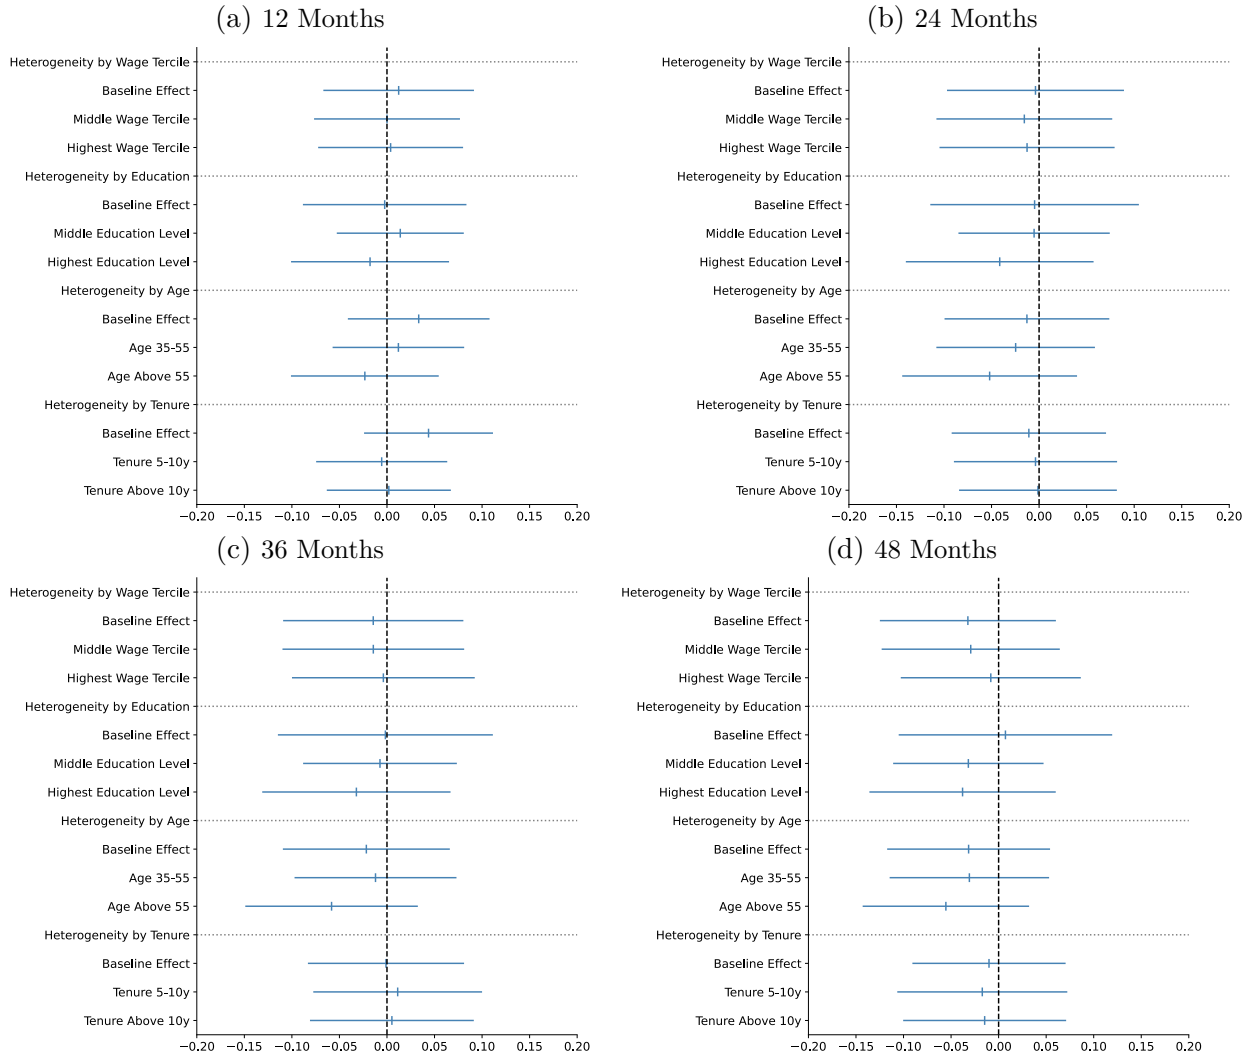 (a) 12 Months
Heterogeneity by Wage Tercile
Baseline Effect
Middle Wage Tercile
Highest Wage Tercile
Heterogeneity by Education
Baseline Effect
Middle Education Level
Highest Education Level
Heterogeneity by Age
Baseline Effect
Age 35-55
Age Above 55
Heterogeneity by Tenure
Baseline Effect
Tenure 5-10y
Tenure Above 10y
−0.20 −0.15 −0.10 −0.05 0.00 0.05 0.10 0.15 0.20
(b) 24 Months
Heterogeneity by Wage Tercile
Baseline Effect
Middle Wage Tercile
Highest Wage Tercile
Heterogeneity by Education
Baseline Effect
Middle Education Level
Highest Education Level
Heterogeneity by Age
Baseline Effect
Age 35-55
Age Above 55
Heterogeneity by Tenure
Baseline Effect
Tenure 5-10y
Tenure Above 10y
−0.20 −0.15 −0.10 −0.05 0.00 0.05 0.10 0.15 0.20
(c) 36 Months
Heterogeneity by Wage Tercile
Baseline Effect
Middle Wage Tercile
Highest Wage Tercile
Heterogeneity by Education
Baseline Effect
Middle Education Level
Highest Education Level
Heterogeneity by Age
Baseline Effect
Age 35-55
Age Above 55
Heterogeneity by Tenure
Baseline Effect
Tenure 5-10y
Tenure Above 10y
−0.20 −0.15 −0.10 −0.05 0.00 0.05 0.10 0.15 0.20
(d) 48 Months
Heterogeneity by Wage Tercile
Baseline Effect
Middle Wage Tercile
Highest Wage Tercile
Heterogeneity by Education
Baseline Effect
Middle Education Level
Highest Education Level
Heterogeneity by Age
Baseline Effect
Age 35-55
Age Above 55
Heterogeneity by Tenure
Baseline Effect
Tenure 5-10y
Tenure Above 10y
−0.20 −0.15 −0.10 −0.05 0.00 0.05 0.10 0.15 0.20